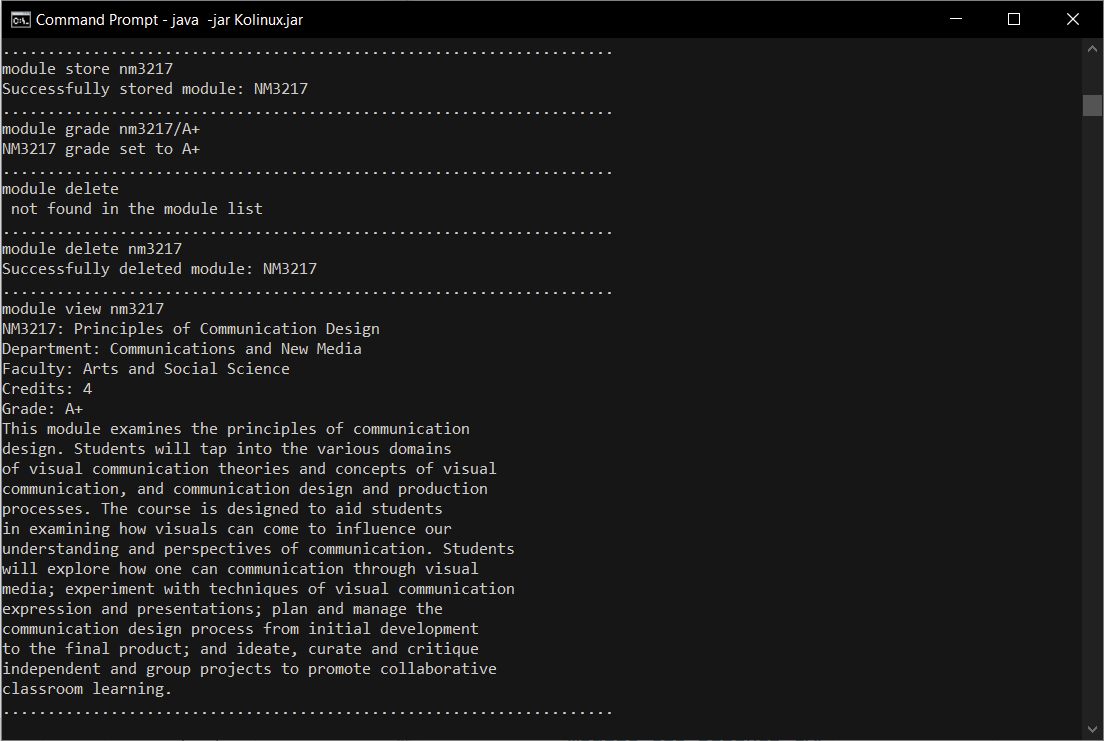 Command Prompt - java  -jar Kolinux.jar
....................................................................
module store nm3217
Successfully stored module: NM3217
....................................................................
module grade nm3217/A+
NM3217 grade set to A+
....................................................................
module delete
 not found in the module list
....................................................................
module delete nm3217
Successfully deleted module: NM3217
....................................................................
module view nm3217
NM3217: Principles of Communication Design
Department: Communications and New Media
Faculty: Arts and Social Science
Credits: 4
Grade: A+
This module examines the principles of communication
design. Students will tap into the various domains
of visual communication theories and concepts of visual
communication, and communication design and production
processes. The course is designed to aid students
in examining how visuals can come to influence our
understanding and perspectives of communication. Students
will explore how one can communication through visual
media; experiment with techniques of visual communication
expression and presentations; plan and manage the
communication design process from initial development
to the final product; and ideate, curate and critique
independent and group projects to promote collaborative
classroom learning.
....................................................................